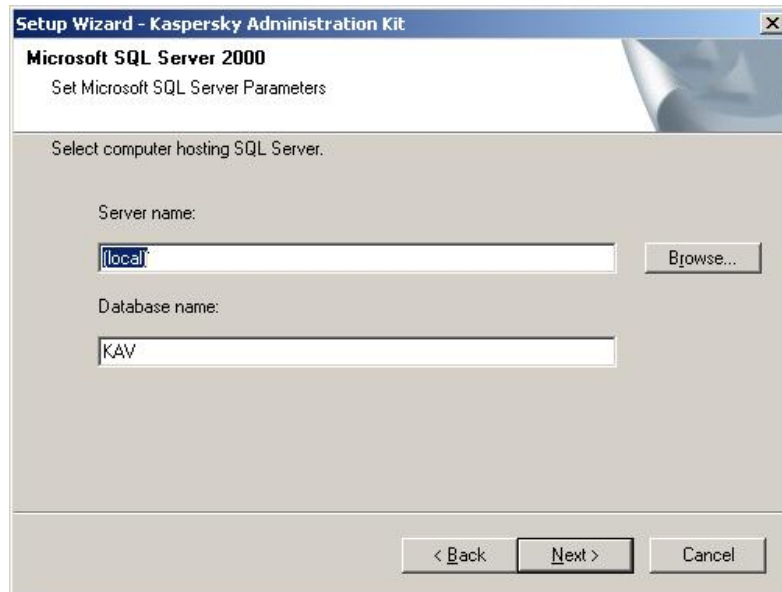 Setup Wizard - Kaspersky Administration Kit
Microsoft SQL Server 2000
Set Microsoft SQL Server Parameters
Select computer hosting SQL Server.
Server name:
(local)
Browse...
Database name:
KAV
< Back
Next >
Cancel